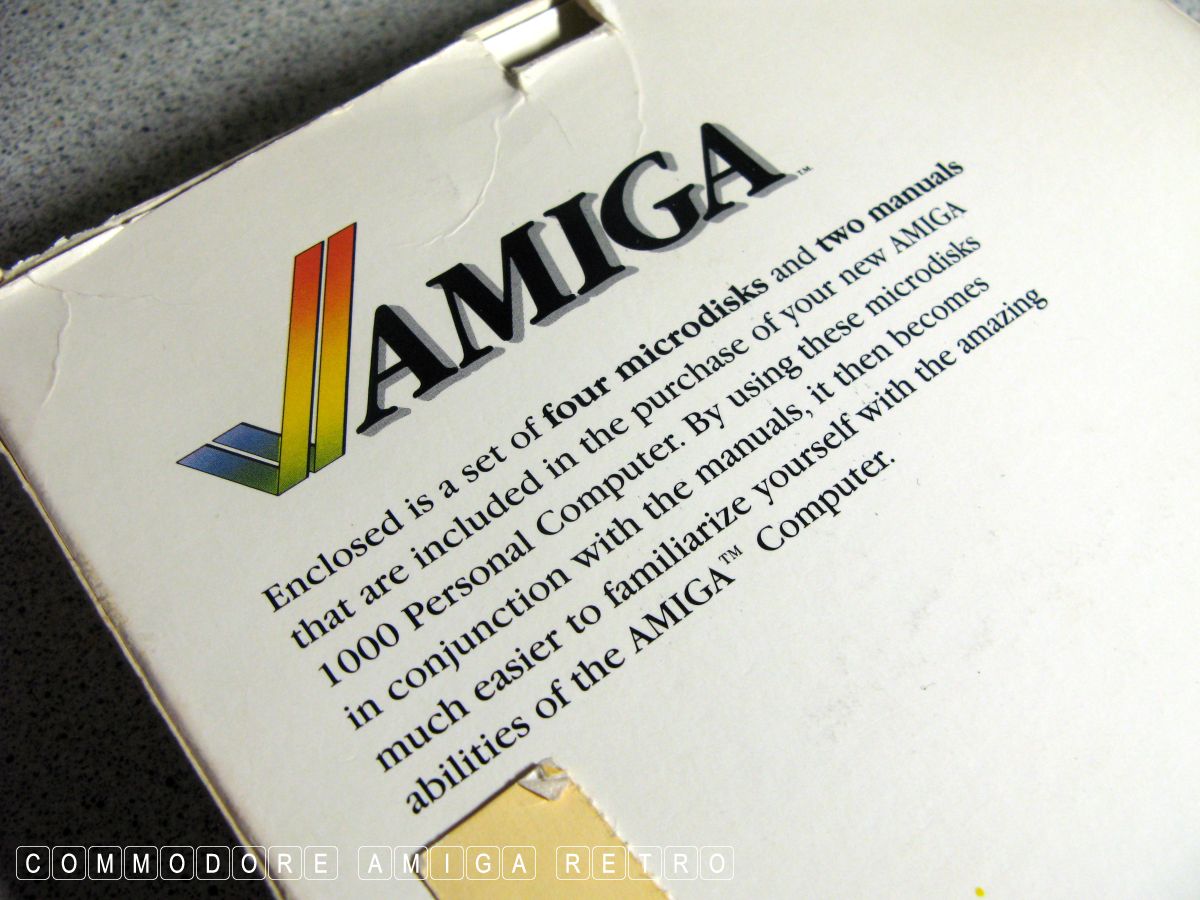 AMIGA™
Enclosed is a set of four microdisks and two manuals
that are included in the purchase of your new AMIGA
1000 Personal Computer. By using these microdisks
in conjunction with the manuals, it then becomes
much easier to familiarize yourself with the amazing
abilities of the AMIGA™ Computer.
COMMODORE AMIGA RETRO